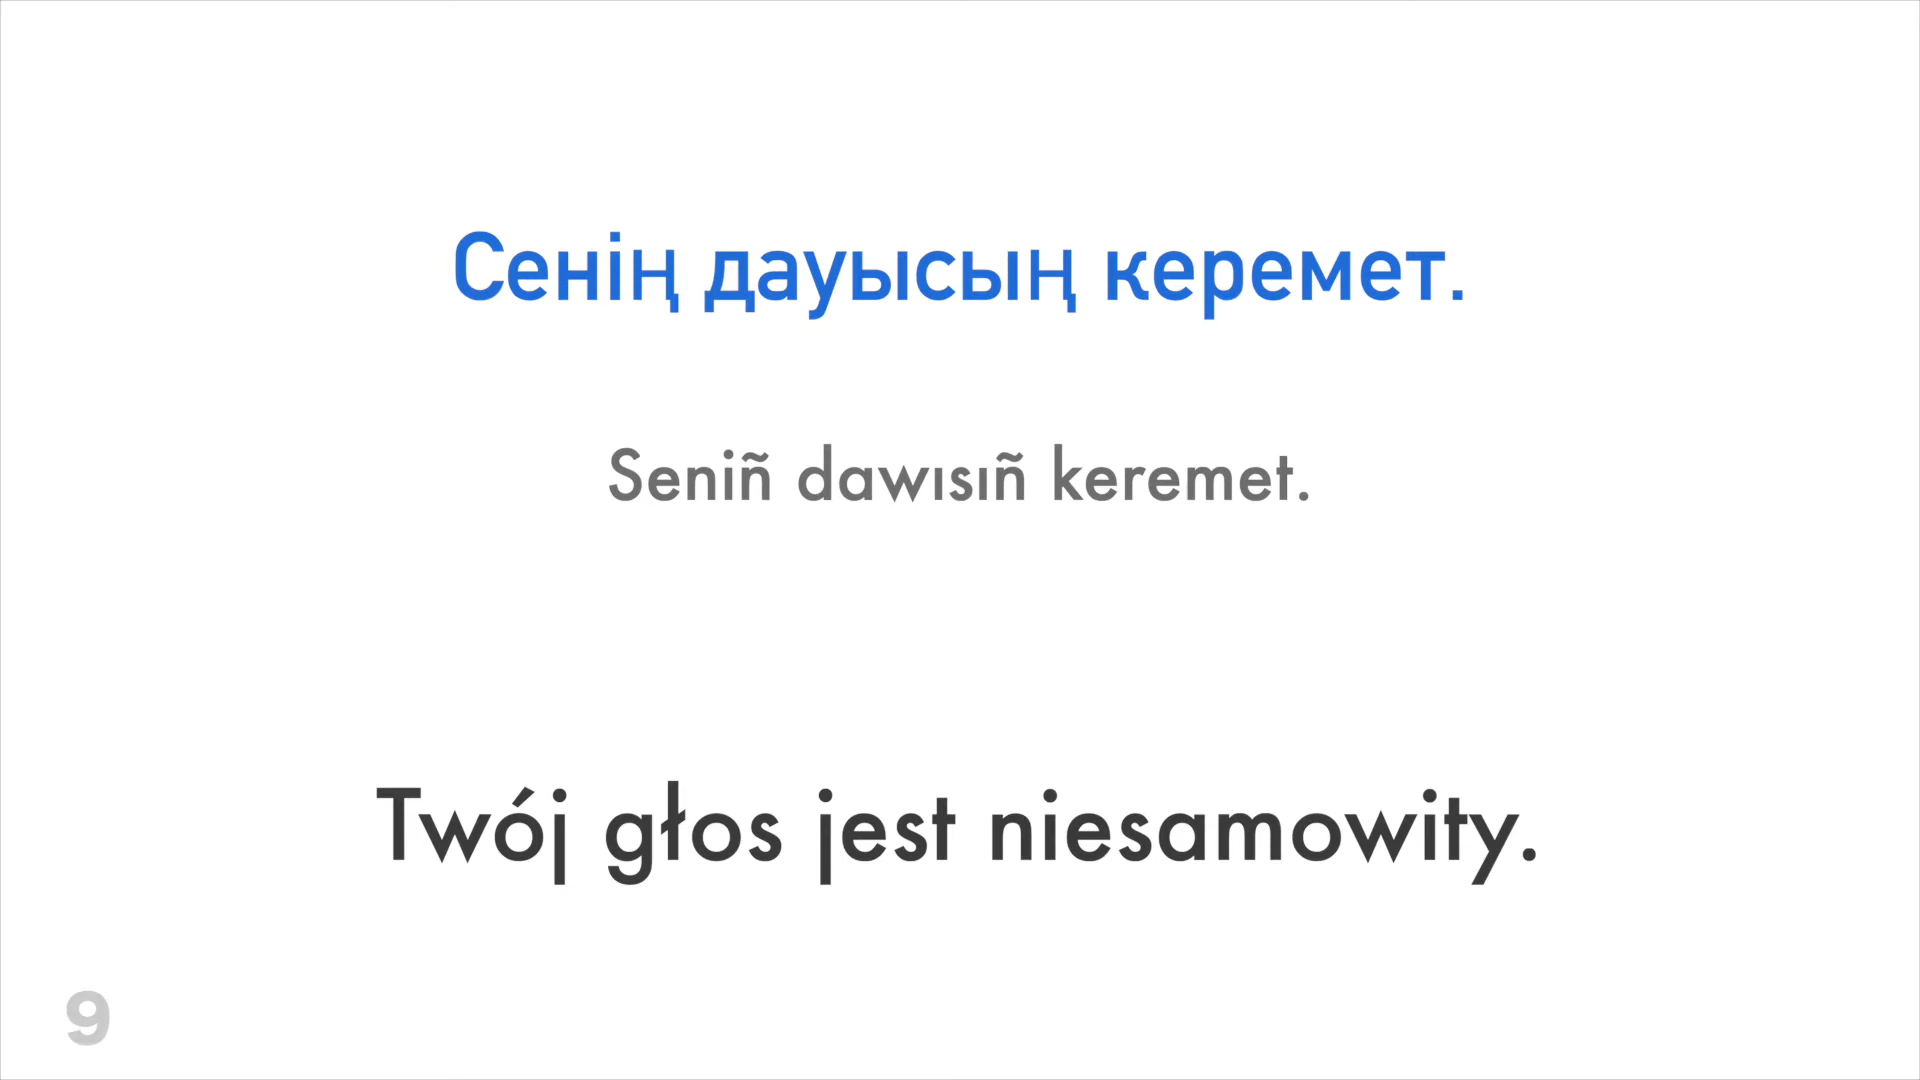 Сенің дауысың керемет.
Seniñ dawısıñ keremet.
Twój głos jest niesamowity.
9